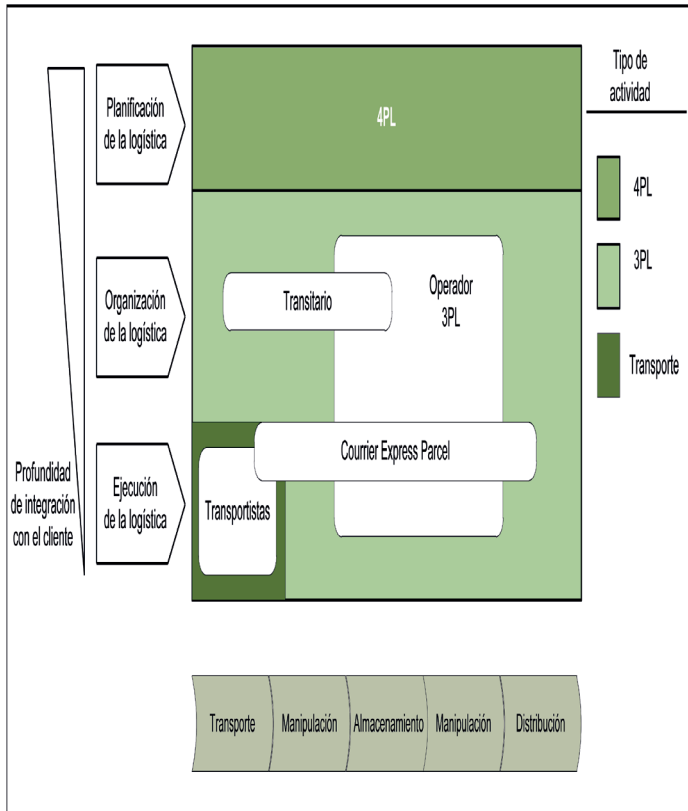 Tipo de
actividad
Planificación
de la logística
4PL
4PL
3PL
Organización
de la logística
Transitario
Operador
3PL
Transporte
Courrier Express Parcel
Profundidad
de integración
con el cliente
Ejecución
de la logística
Transportistas
Transporte
Manipulación
Almacenamiento
Manipulación
Distribución